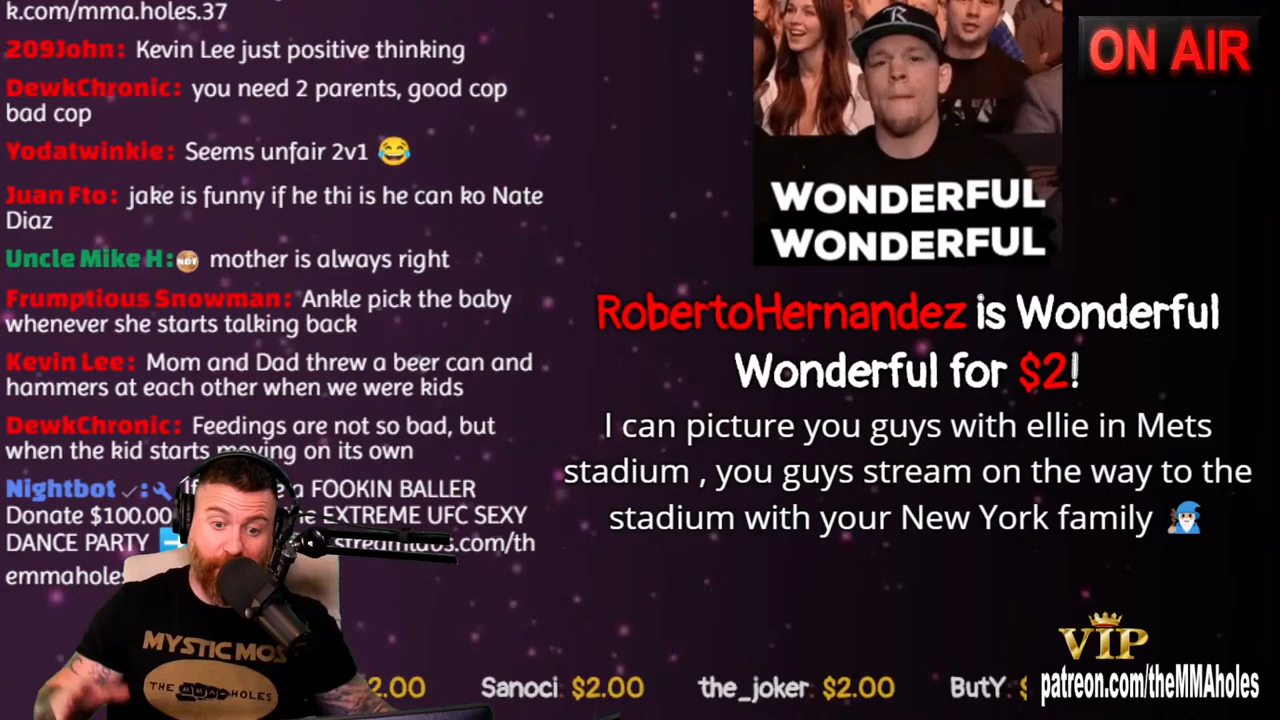 k.com/mma.holes.37
209John: Kevin Lee just positive thinking
DewkChronic: you need 2 parents, good cop
bad cop
Yodatwinkie: Seems unfair 2v1 😂
Juan Fto: jake is funny if he thi is he can ko Nate
Diaz
Uncle Mike H: NOT mother is always right
Frumptious Snowman: Ankle pick the baby
whenever she starts talking back
Kevin Lee: Mom and Dad threw a beer can and
hammers at each other when we were kids
DewkChronic: Feedings are not so bad, but
when the kid starts moving on its own
Nightbot ✓: a FOOKIN BALLER
Donate $100.00 EXTREME UFC SEXY
DANCE PARTY streamlabs.com/th
emmaholes
MYSTIC MOS
THE MMA HOLES
R
WONDERFUL
WONDERFUL
ON AIR
RobertoHernandez is Wonderful
Wonderful for $2!
I can picture you guys with ellie in Mets
stadium , you guys stream on the way to the
stadium with your New York family 🧙‍♂️
VIP
patreon.com/theMMAholes
2.00 Sanoci: $2.00 the_joker: $2.00 ButY: $